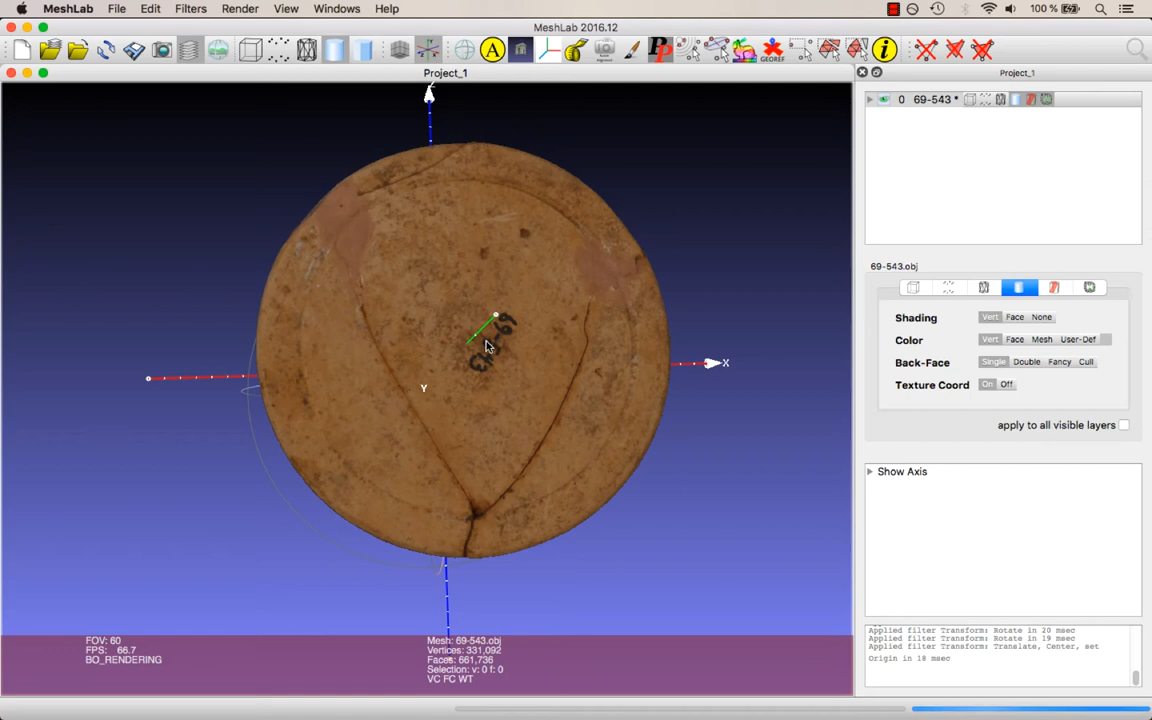 MeshLab File Edit Filters Render View Windows Help 100 %
MeshLab 2016.12
A PP GEOREF i
Project_1
Project_1
0 69-543 *
69-543.obj
Shading Vert Face None
Color Vert Face Mesh User-Def
Back-Face Single Double Fancy Cull
Texture Coord On Off
apply to all visible layers
Show Axis
X
Y
69-543
FOV: 60
FPS: 66.7
BO_RENDERING
Mesh: 69-543.obj
Vertices: 331,092
Faces: 661,736
Selection: v: 0 f: 0
VC FC WT
Applied filter Transform: Rotate in 20 msec
Applied filter Transform: Rotate in 19 msec
Applied filter Transform: Translate, Center, set
Origin in 18 msec